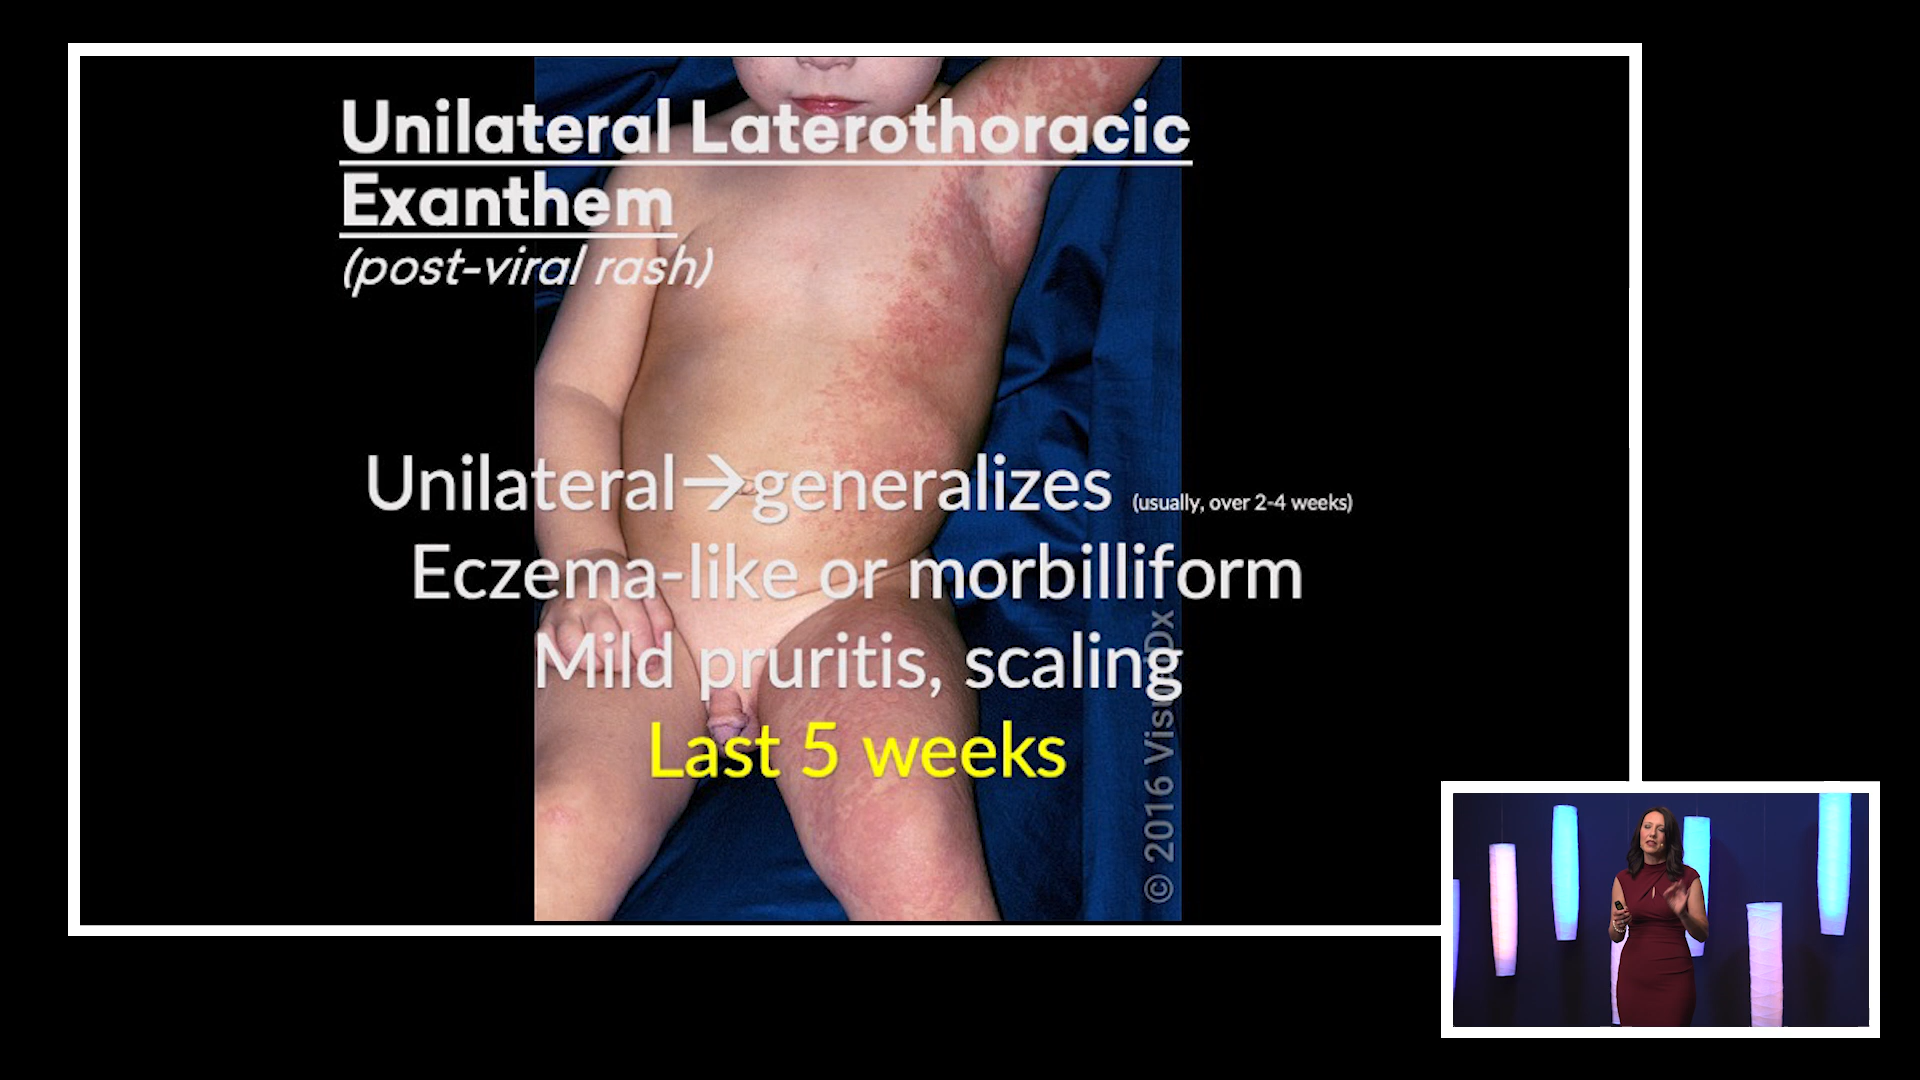 Unilateral Laterothoracic
Exanthem
(post-viral rash)
Unilateral→generalizes (usually, over 2-4 weeks)
Eczema-like or morbilliform
Mild pruritis, scaling
Last 5 weeks
© 2016 VisualDx